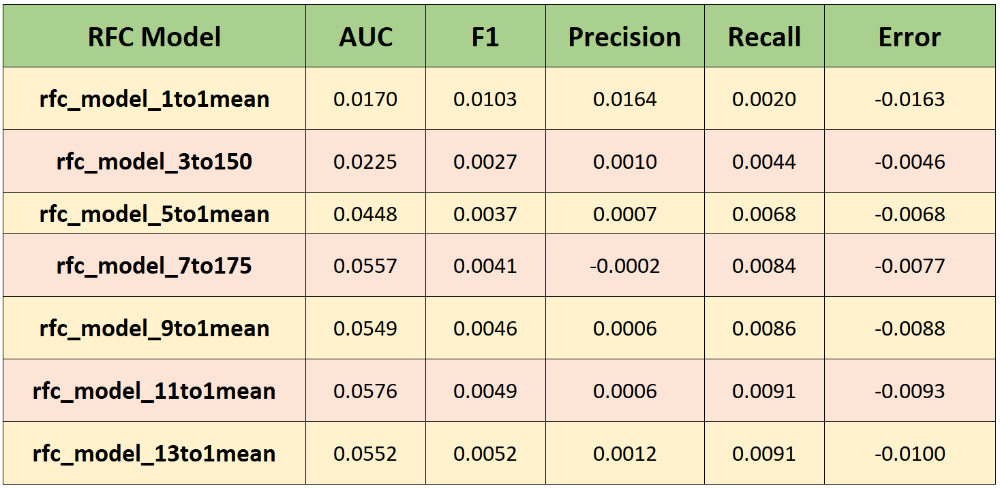 RFC Model AUC F1 Precision Recall Error
rfc_model_1to1mean 0.0170 0.0103 0.0164 0.0020 -0.0163
rfc_model_3to150 0.0225 0.0027 0.0010 0.0044 -0.0046
rfc_model_5to1mean 0.0448 0.0037 0.0007 0.0068 -0.0068
rfc_model_7to175 0.0557 0.0041 -0.0002 0.0084 -0.0077
rfc_model_9to1mean 0.0549 0.0046 0.0006 0.0086 -0.0088
rfc_model_11to1mean 0.0576 0.0049 0.0006 0.0091 -0.0093
rfc_model_13to1mean 0.0552 0.0052 0.0012 0.0091 -0.0100